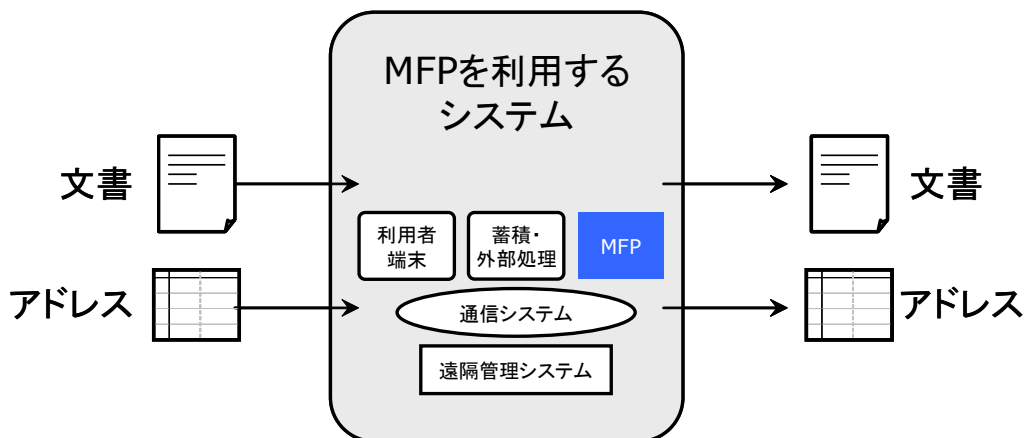 MFPを利用する
システム
文書
文書
利用者
端末
蓄積・
外部処理
MFP
アドレス
アドレス
通信システム
遠隔管理システム